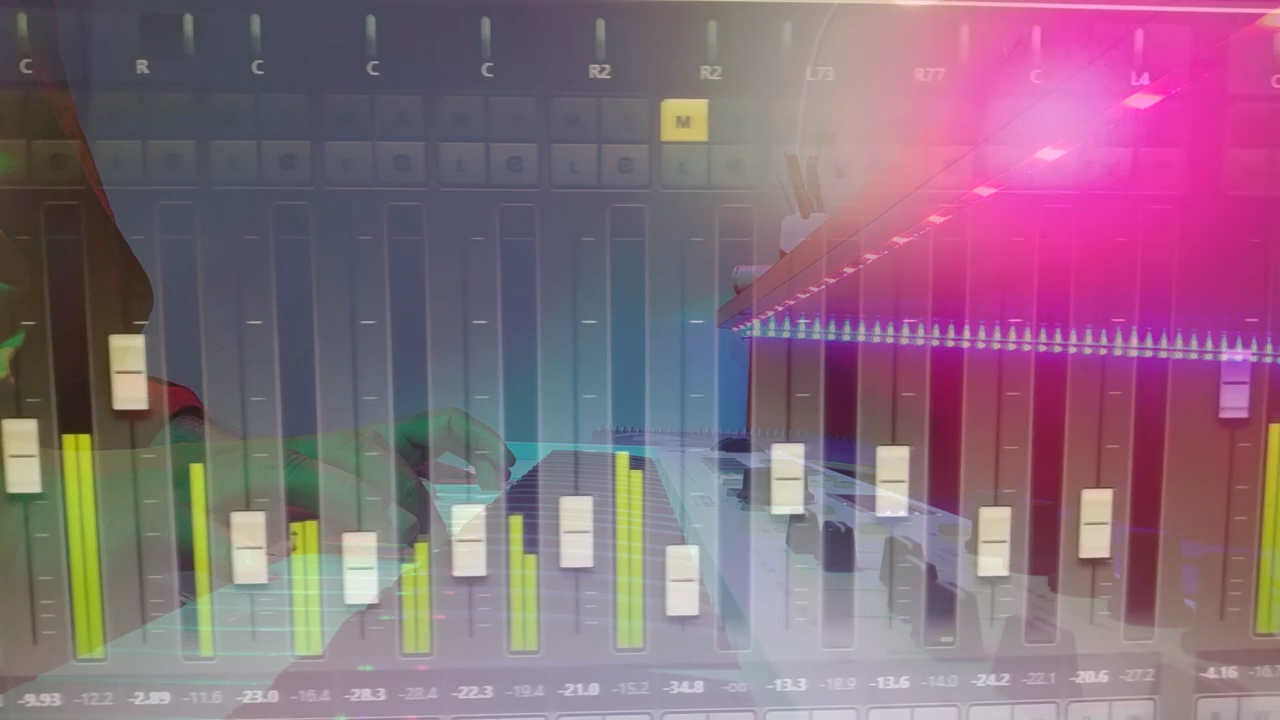 C R C C C R2 R2 L73 R77 C L4 C
M
L C L C L C L C L C
-9.93 -12.2 -2.89 -11.6 -23.0 -16.4 -28.3 -28.4 -22.3 -19.4 -21.0 -15.2 -34.8 -∞ -13.3 -18.9 -13.6 -14.0 -24.2 -22.1 -20.6 -27.2 -4.16